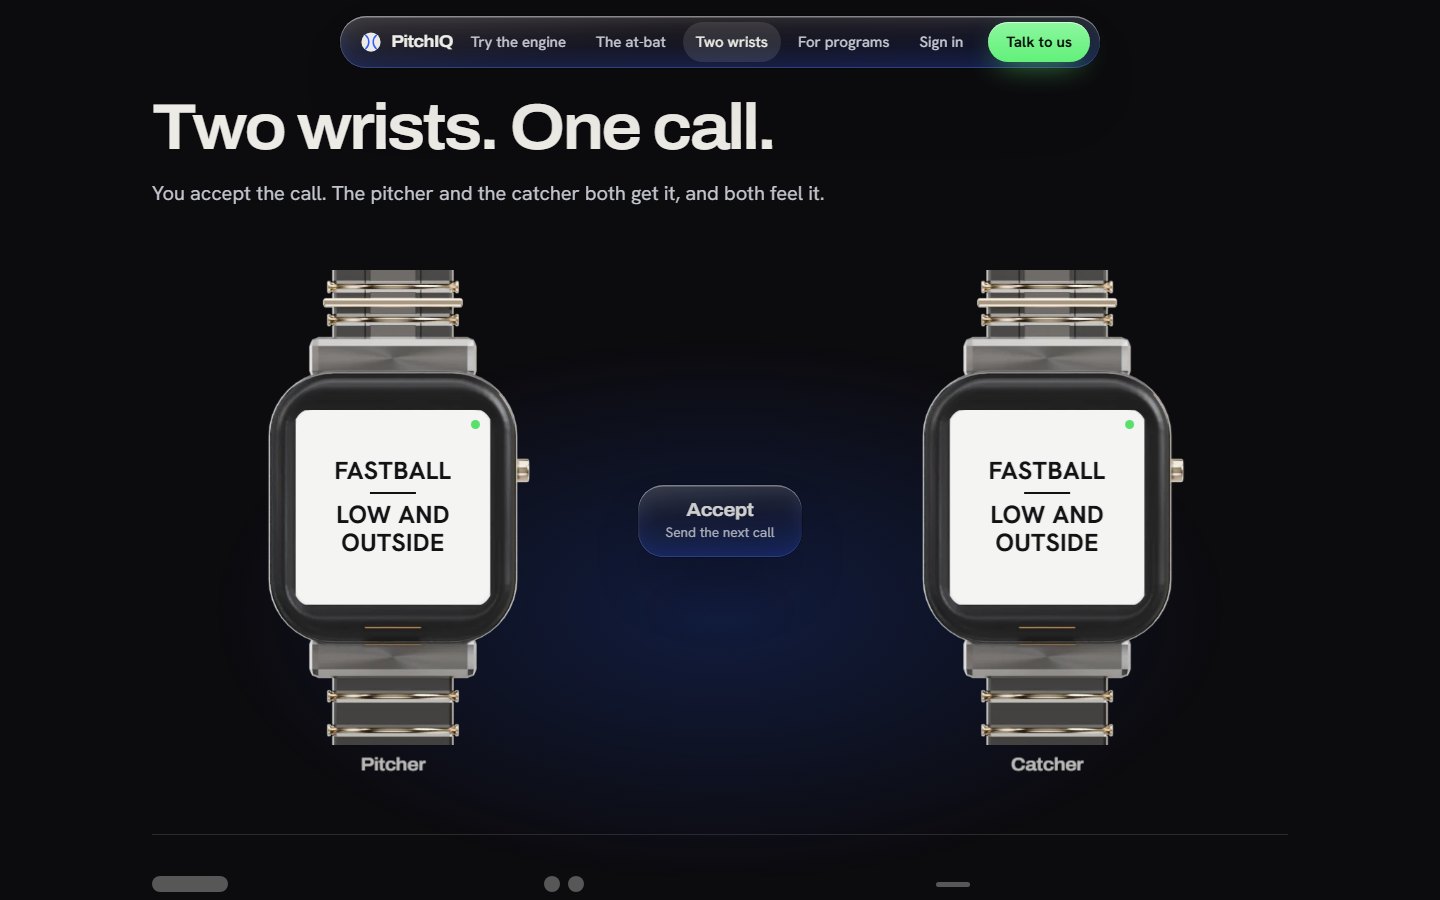 PitchIQ Try the engine The at-bat Two wrists For programs Sign in Talk to us
Two wrists. One call.
You accept the call. The pitcher and the catcher both get it, and both feel it.
FASTBALL
LOW AND
OUTSIDE
Pitcher
Accept
Send the next call
FASTBALL
LOW AND
OUTSIDE
Catcher